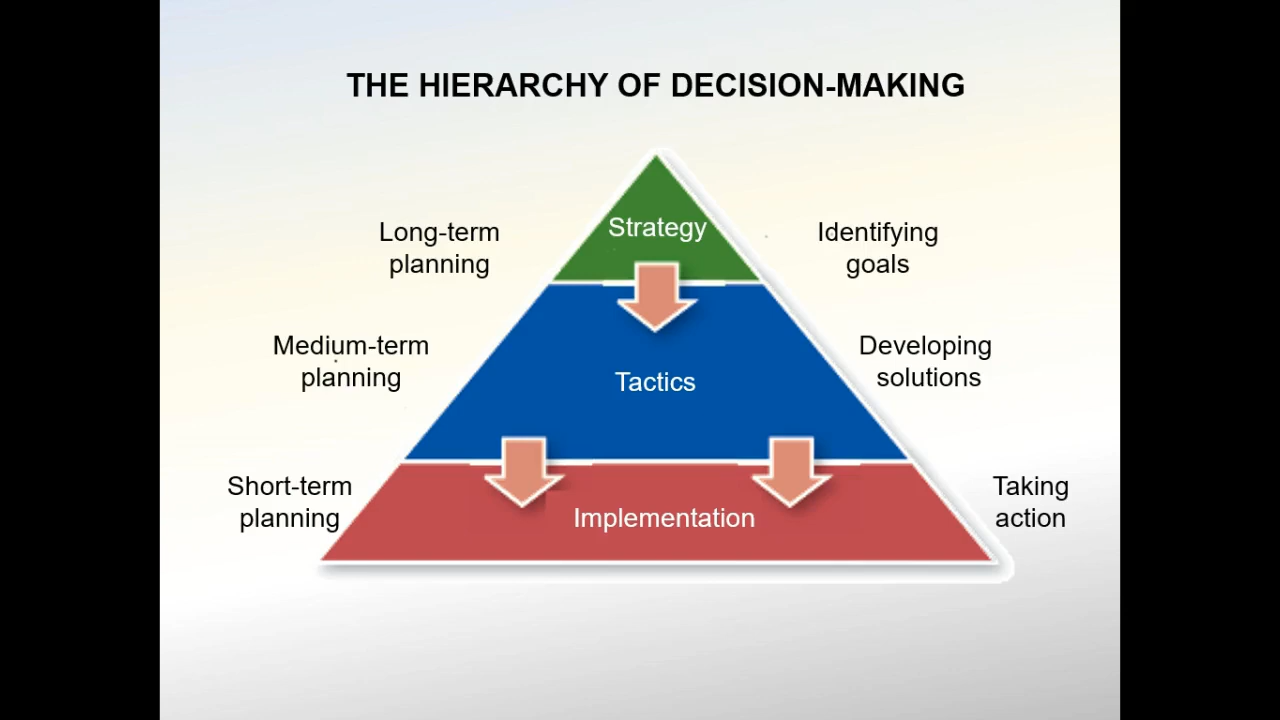 THE HIERARCHY OF DECISION-MAKING
Strategy
Long-term
planning
Identifying
goals
Medium-term
planning
Tactics
Developing
solutions
Short-term
planning
Implementation
Taking
action